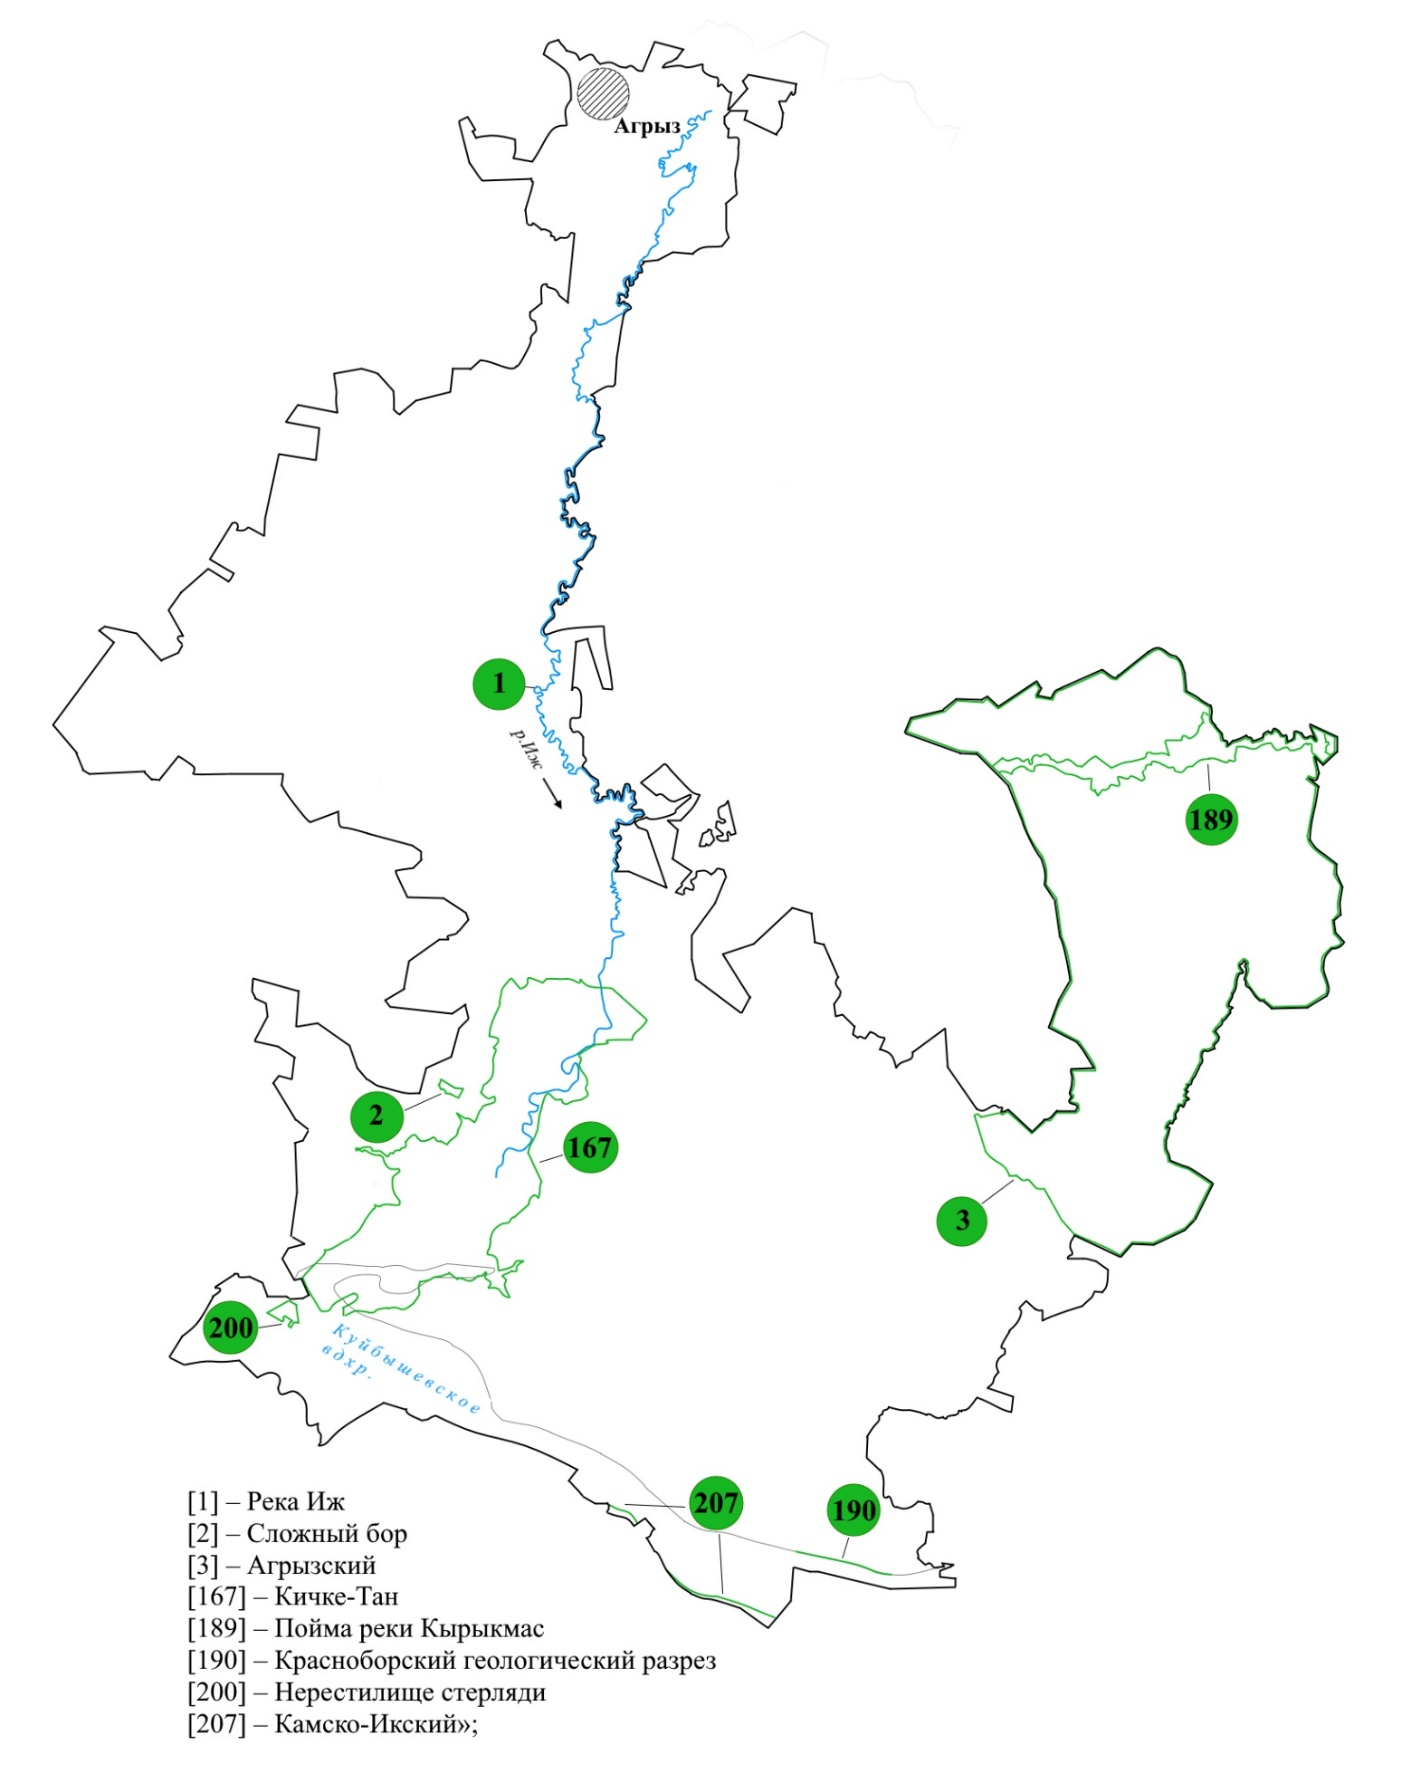 Агрыз
1
р.Иж
189
2
167
3
200
Куйбышевское
вдхр.
207
190
[1] – Река Иж
[2] – Сложный бор
[3] – Агрызский
[167] – Кичке-Тан
[189] – Пойма реки Кырыкмас
[190] – Красноборский геологический разрез
[200] – Нерестилище стерляди
[207] – Камско-Икский»;